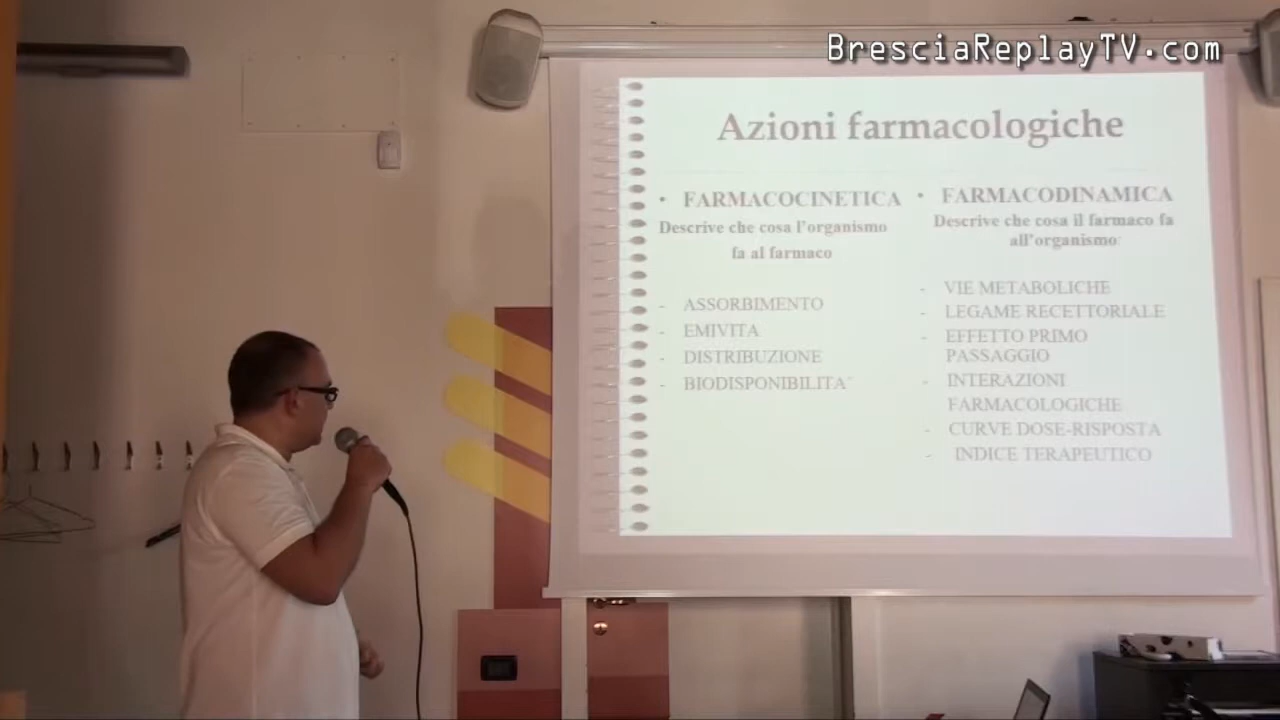 BresciaReplayTV.com
Azioni farmacologiche
• FARMACOCINETICA
Descrive che cosa l'organismo
fa al farmaco
- ASSORBIMENTO
- EMIVITA
- DISTRIBUZIONE
- BIODISPONIBILITA'
• FARMACODINAMICA
Descrive che cosa il farmaco fa
all'organismo:
- VIE METABOLICHE
- LEGAME RECETTORIALE
- EFFETTO PRIMO
PASSAGGIO
- INTERAZIONI
FARMACOLOGICHE
- CURVE DOSE-RISPOSTA
- INDICE TERAPEUTICO